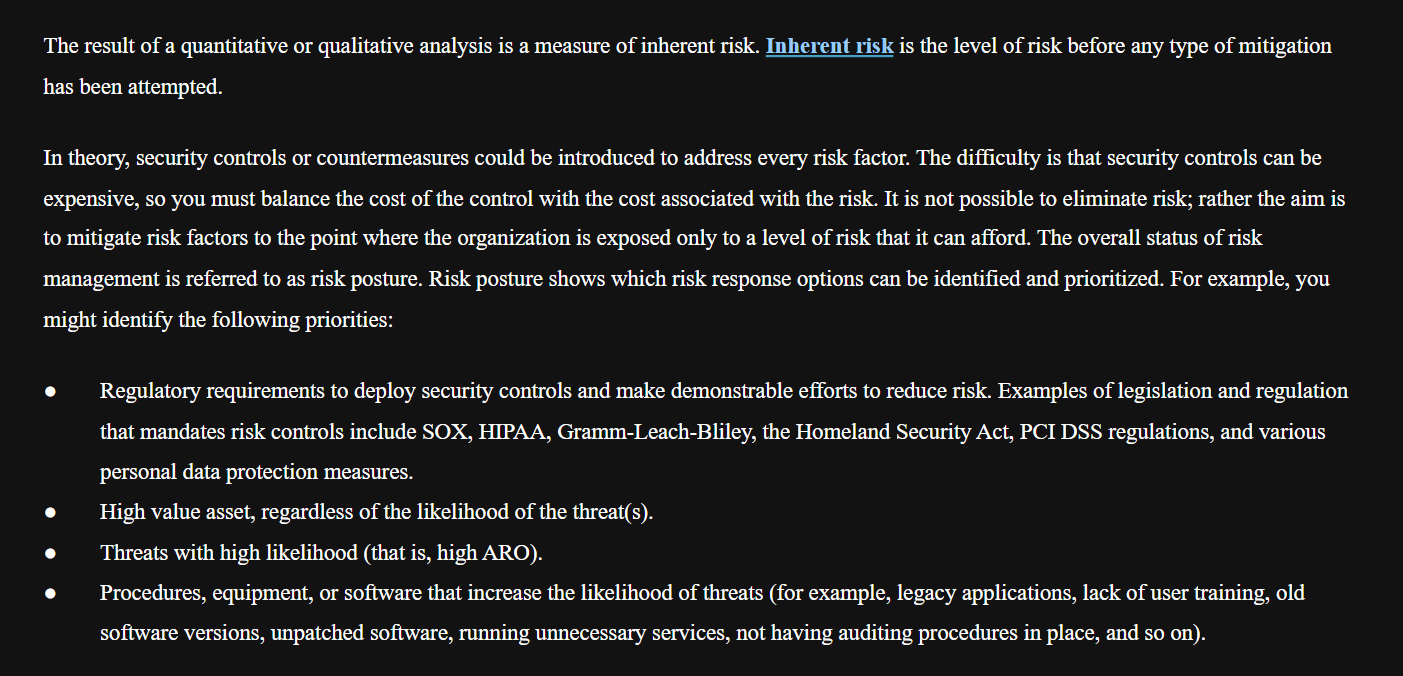 The result of a quantitative or qualitative analysis is a measure of inherent risk. Inherent risk is the level of risk before any type of mitigation
has been attempted.
In theory, security controls or countermeasures could be introduced to address every risk factor. The difficulty is that security controls can be
expensive, so you must balance the cost of the control with the cost associated with the risk. It is not possible to eliminate risk; rather the aim is
to mitigate risk factors to the point where the organization is exposed only to a level of risk that it can afford. The overall status of risk
management is referred to as risk posture. Risk posture shows which risk response options can be identified and prioritized. For example, you
might identify the following priorities:
● Regulatory requirements to deploy security controls and make demonstrable efforts to reduce risk. Examples of legislation and regulation
that mandates risk controls include SOX, HIPAA, Gramm-Leach-Bliley, the Homeland Security Act, PCI DSS regulations, and various
personal data protection measures.
● High value asset, regardless of the likelihood of the threat(s).
● Threats with high likelihood (that is, high ARO).
● Procedures, equipment, or software that increase the likelihood of threats (for example, legacy applications, lack of user training, old
software versions, unpatched software, running unnecessary services, not having auditing procedures in place, and so on).